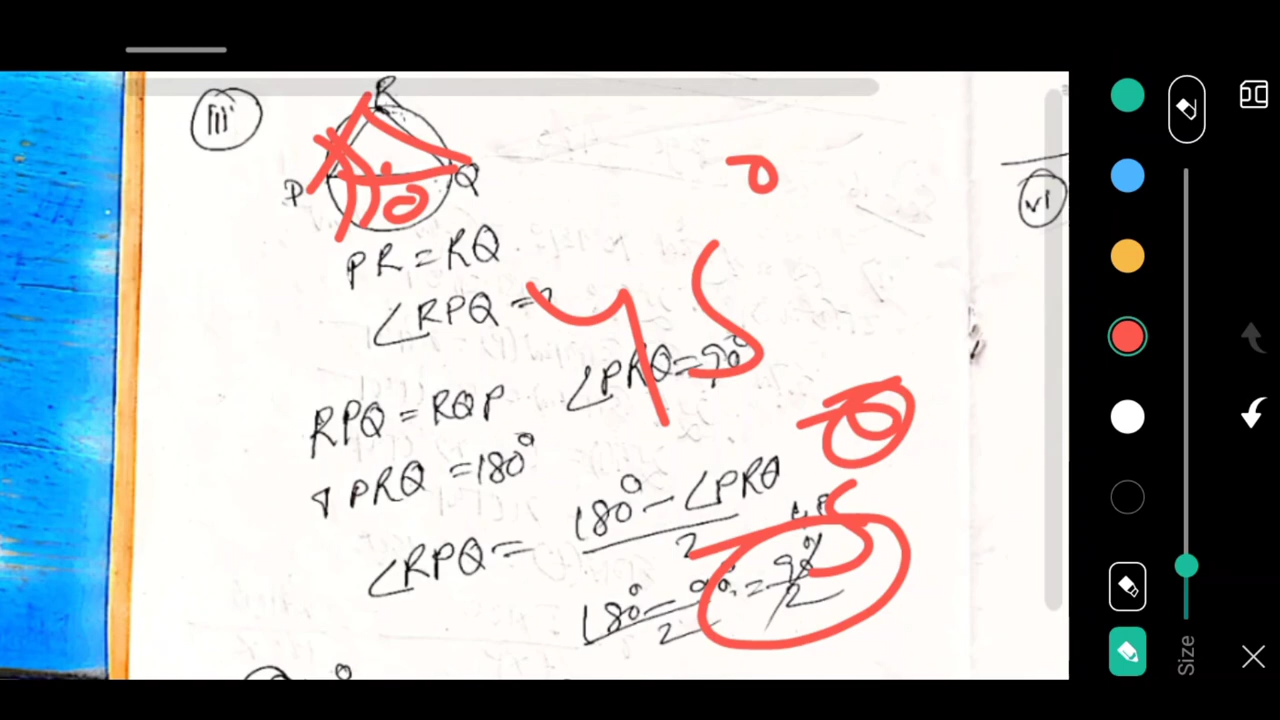 iii
R
P
Q
PR = RQ
∠RPQ = ?
∠PRQ = 90°
RPQ = RQP
+ PRQ = 180°
∠RPQ = 180° - ∠PRQ / 2
180° - 90° / 2 = 90° / 2
45
vi
Size